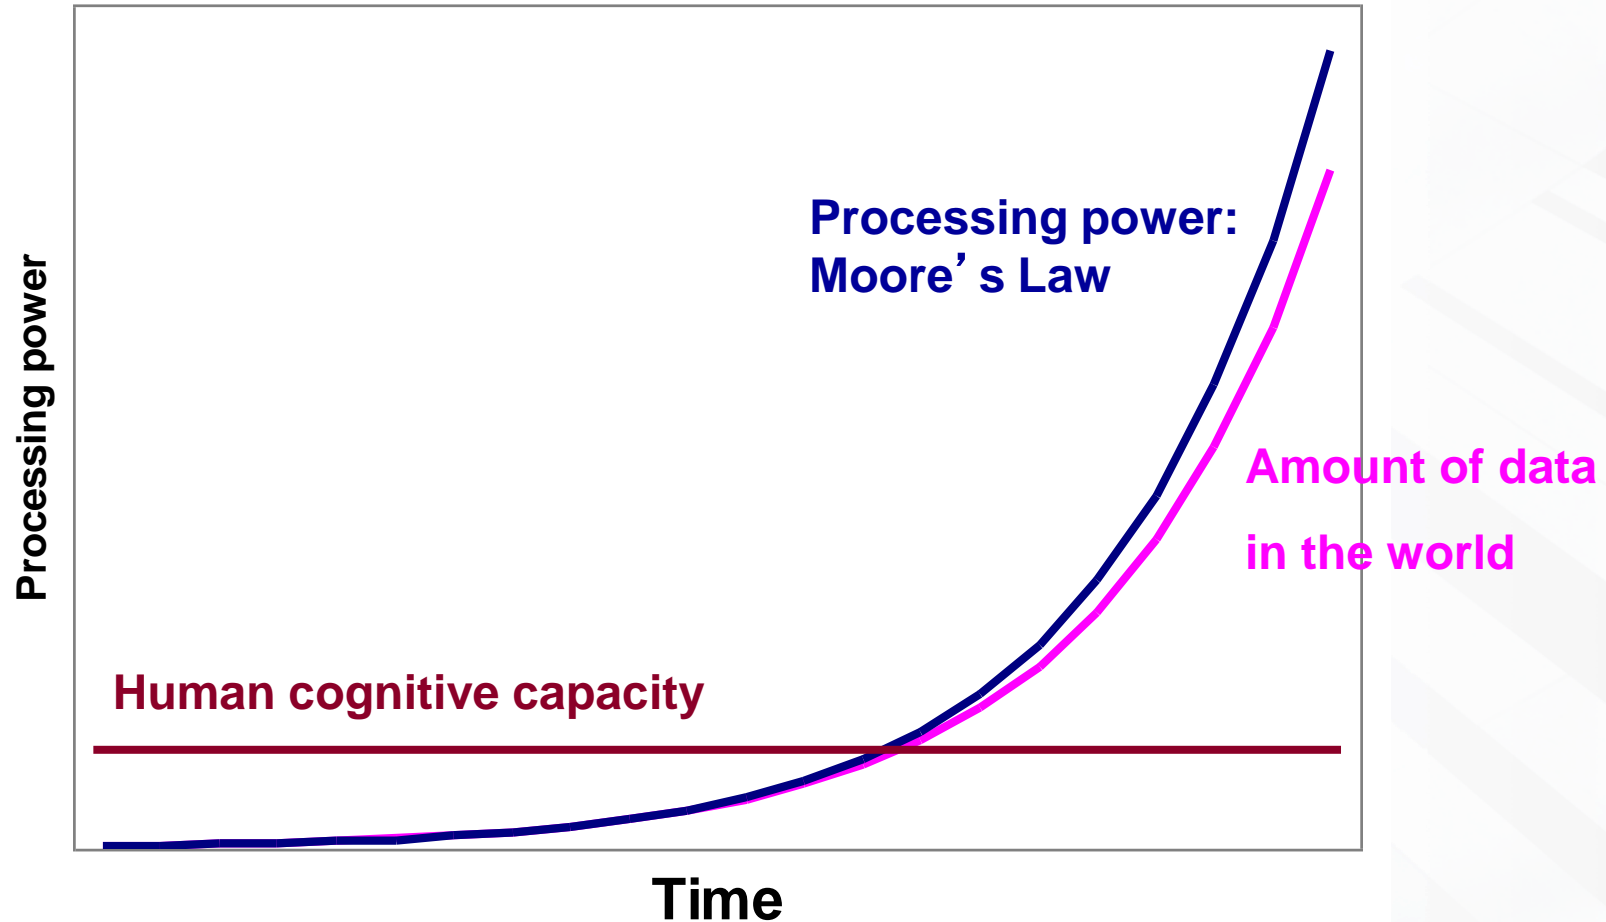 Processing power:
Moore’s Law
Processing power
Amount of data
in the world
Human cognitive capacity
Time